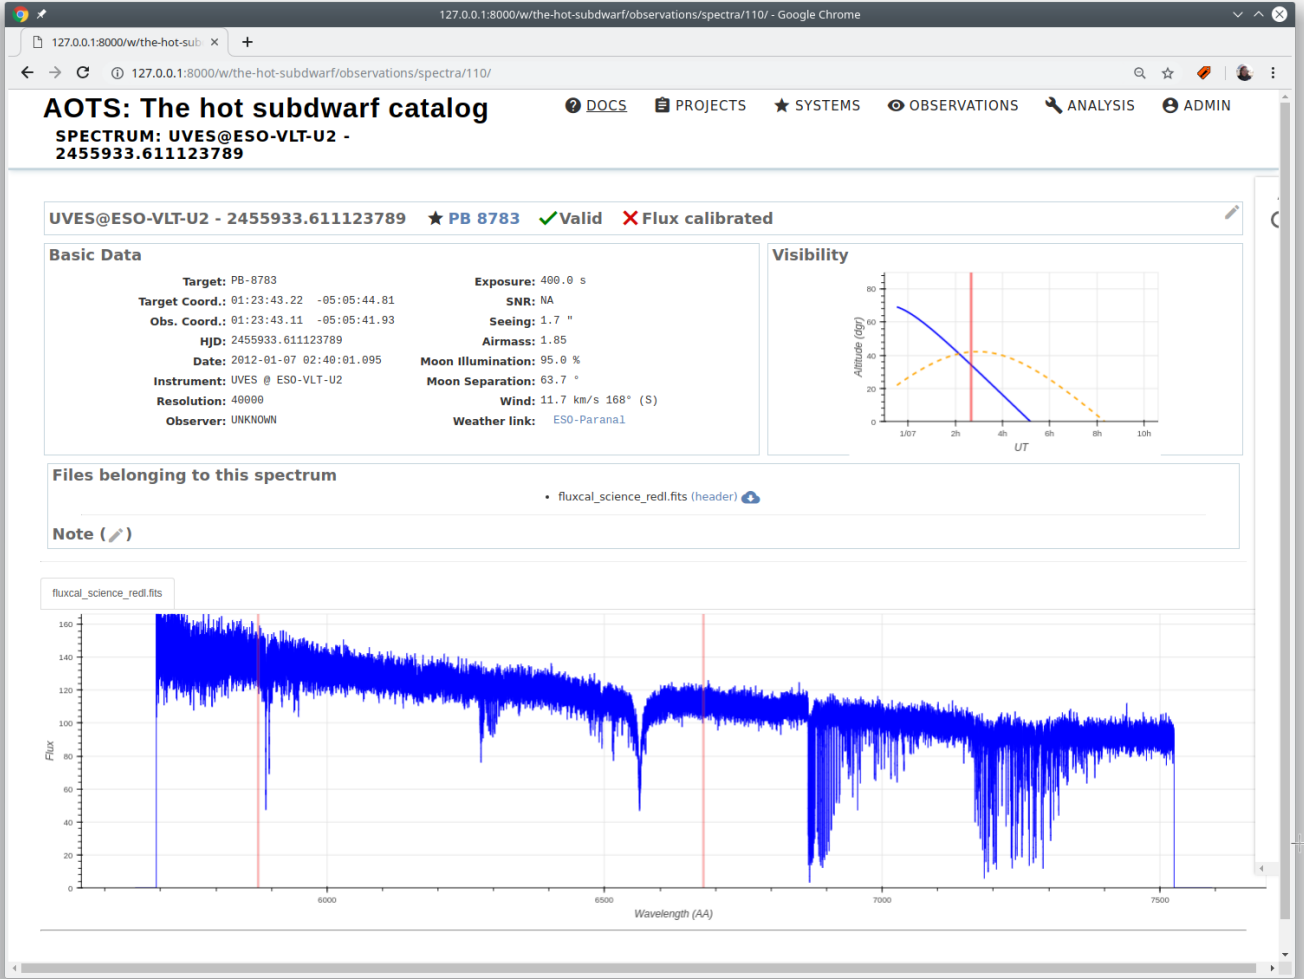 127.0.0.1:8000/w/the-hot-subdwarf/observations/spectra/110/ - Google Chrome
127.0.0.1:8000/w/the-hot-sub
127.0.0.1:8000/w/the-hot-subdwarf/observations/spectra/110/
AOTS: The hot subdwarf catalog
DOCS PROJECTS SYSTEMS OBSERVATIONS ANALYSIS ADMIN
SPECTRUM: UVES@ESO-VLT-U2 -
2455933.611123789
UVES@ESO-VLT-U2 - 2455933.611123789 PB 8783 Valid Flux calibrated
Basic Data
Target: PB-8783
Target Coord.: 01:23:43.22 -05:05:44.81
Obs. Coord.: 01:23:43.11 -05:05:41.93
HJD: 2455933.611123789
Date: 2012-01-07 02:40:01.095
Instrument: UVES @ ESO-VLT-U2
Resolution: 40000
Observer: UNKNOWN
Exposure: 400.0 s
SNR: NA
Seeing: 1.7 "
Airmass: 1.85
Moon Illumination: 95.0 %
Moon Separation: 63.7 °
Wind: 11.7 km/s 168° (S)
Weather link: ESO-Paranal
Visibility
Altitude (dgr)
80
60
40
20
0
1/07 2h 4h 6h 8h 10h
UT
Files belonging to this spectrum
• fluxcal_science_redl.fits (header)
Note ( )
fluxcal_science_redl.fits
Flux
160
140
120
100
80
60
40
20
0
6000 6500 7000 7500
Wavelength (AA)